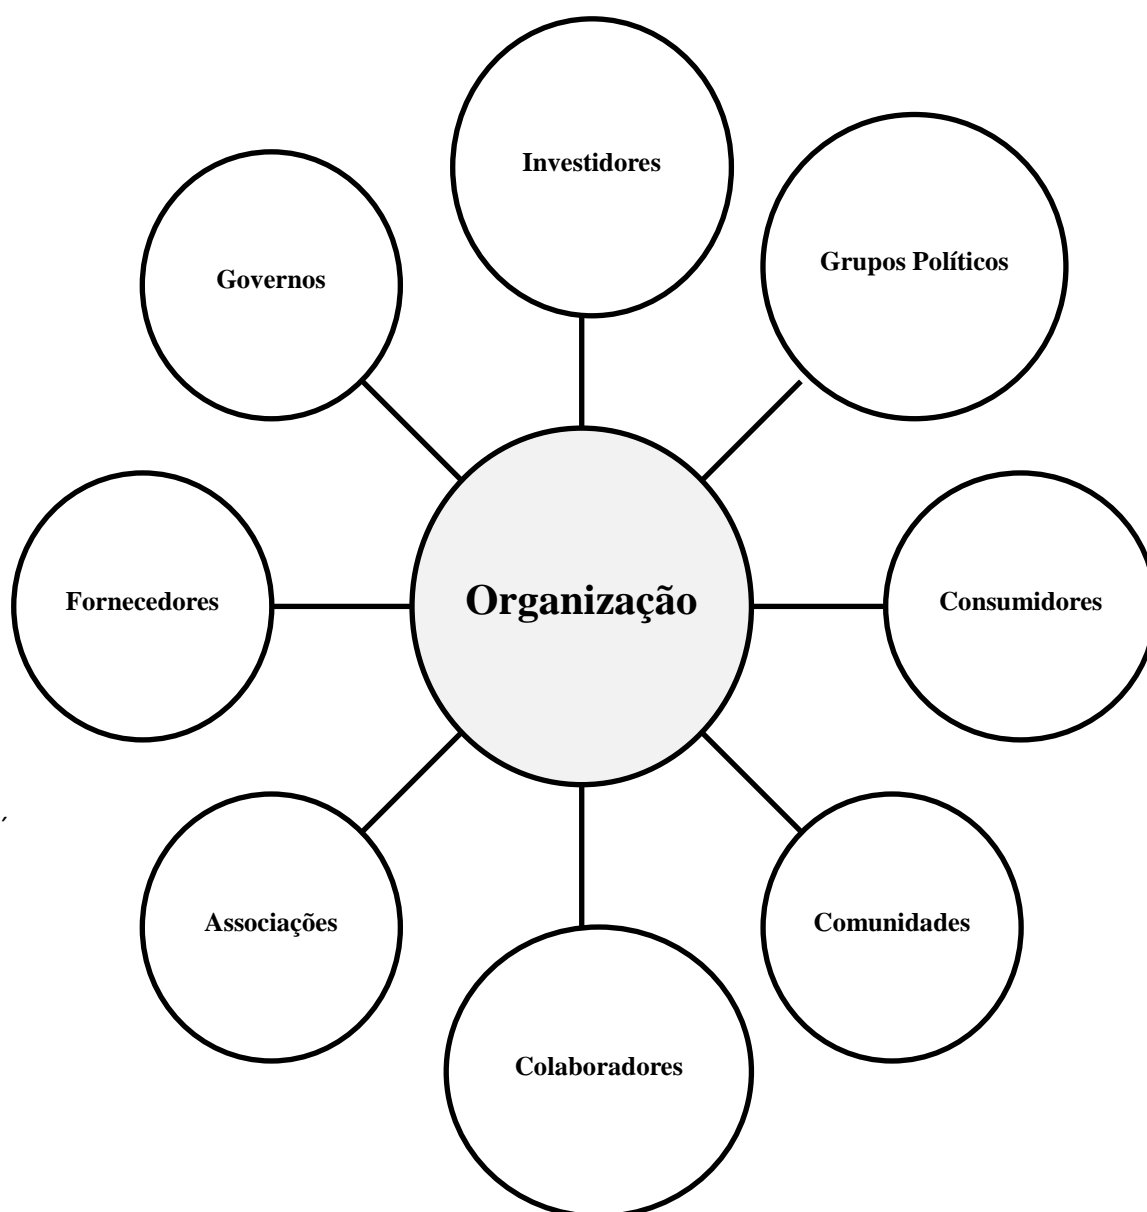 Investidores
Grupos Políticos
Governos
Organização
Fornecedores
Consumidores
Associações
Comunidades
Colaboradores